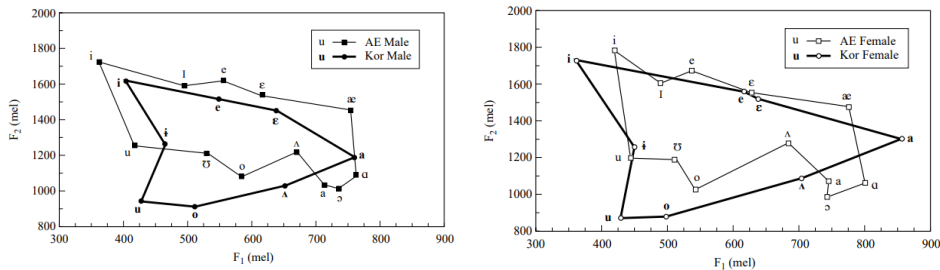 2000
1800
1600
1400
1200
1000
800
F2 (mel)
300 400 500 600 700 800 900
F1 (mel)
u AE Male
u Kor Male
i
I
e
ε
æ
u
ʊ
o
ʌ
a
ɔ
ɑ
i
e
ε
a
ɨ
u
o
ʌ
2000
1800
1600
1400
1200
1000
800
F2 (mel)
300 400 500 600 700 800 900
F1 (mel)
u AE Female
u Kor Female
i
I
e
ε
æ
u
ʊ
o
ʌ
a
ɔ
ɑ
i
e
ε
a
ɨ
u
o
ʌ